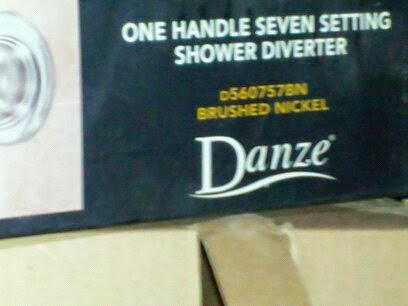 ONE HANDLE SEVEN SETTING
SHOWER DIVERTER
D560757BN
BRUSHED NICKEL
Danze®